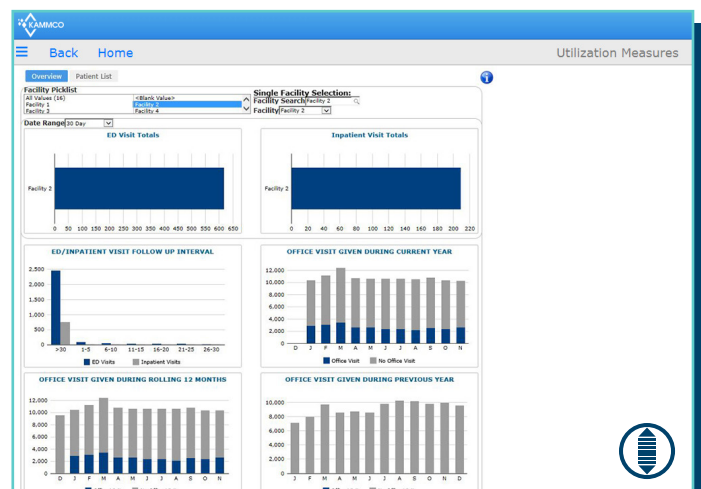 KAMMCO
Back Home Utilization Measures
Overview Patient List
Facility Picklist
All Values (16) <Blank Value>
Facility 1 Facility 2
Facility 3 Facility 4
Single Facility Selection:
Facility Search Facility 2
Facility Facility 2
Date Range 30 Day
ED Visit Totals
Facility 2
0 50 100 150 200 250 300 350 400 450 500 550 600 650
Inpatient Visit Totals
Facility 2
0 20 40 60 80 100 120 140 160 180 200 220
ED/INPATIENT VISIT FOLLOW UP INTERVAL
2,500
2,000
1,500
1,000
500
0
>30 1-5 6-10 11-15 16-20 21-25 26-30
ED Visits Inpatient Visits
OFFICE VISIT GIVEN DURING CURRENT YEAR
12,000
10,000
8,000
6,000
4,000
2,000
0
D J F M A M J J A S O N
Office Visit No Office Visit
OFFICE VISIT GIVEN DURING ROLLING 12 MONTHS
12,000
10,000
8,000
6,000
4,000
2,000
0
D J F M A M J J A S O N
OFFICE VISIT GIVEN DURING PREVIOUS YEAR
10,000
8,000
6,000
4,000
2,000
0
J F M A M J J A S O N D